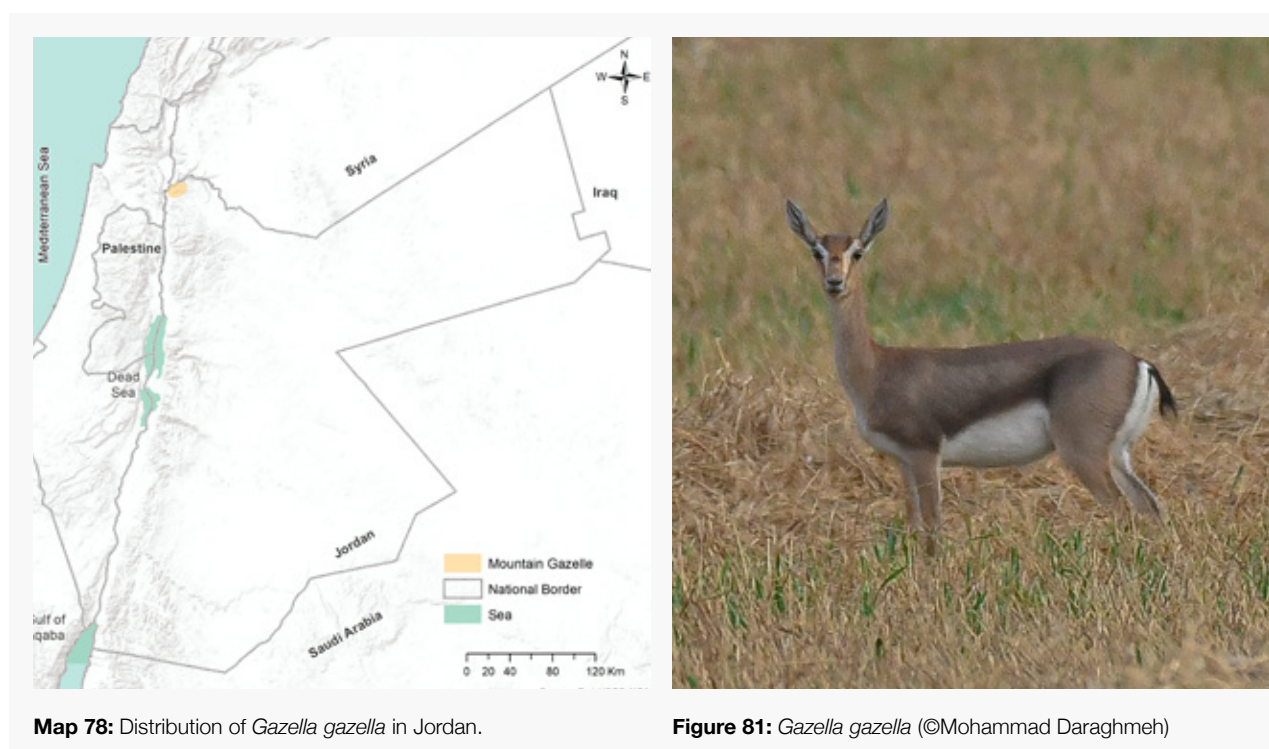 N
W E
S
Syria
Iraq
Mediterranean Sea
Palestine
Dead
Sea
Jordan
Mountain Gazelle
National Border
Sea
Saudi Arabia
ulf of
qaba
0 20 40 80 120 Km
Map 78: Distribution of Gazella gazella in Jordan.
Figure 81: Gazella gazella (©Mohammad Daraghmeh)